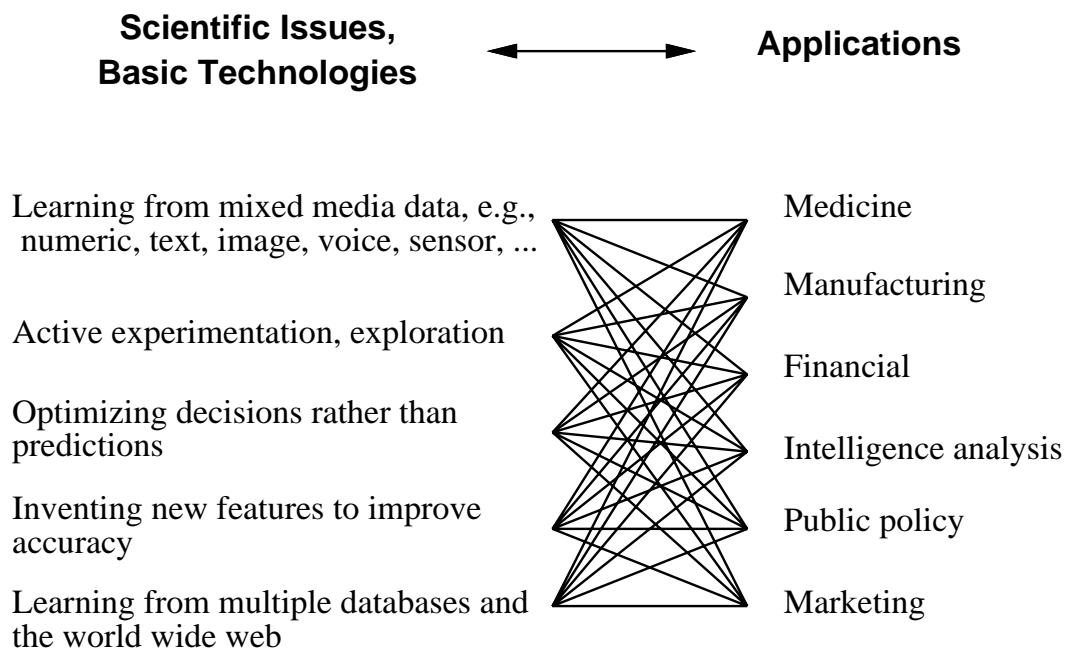 Scientific Issues,
Basic Technologies
Applications
Learning from mixed media data, e.g.,
numeric, text, image, voice, sensor, ...
Active experimentation, exploration
Optimizing decisions rather than
predictions
Inventing new features to improve
accuracy
Learning from multiple databases and
the world wide web
Medicine
Manufacturing
Financial
Intelligence analysis
Public policy
Marketing